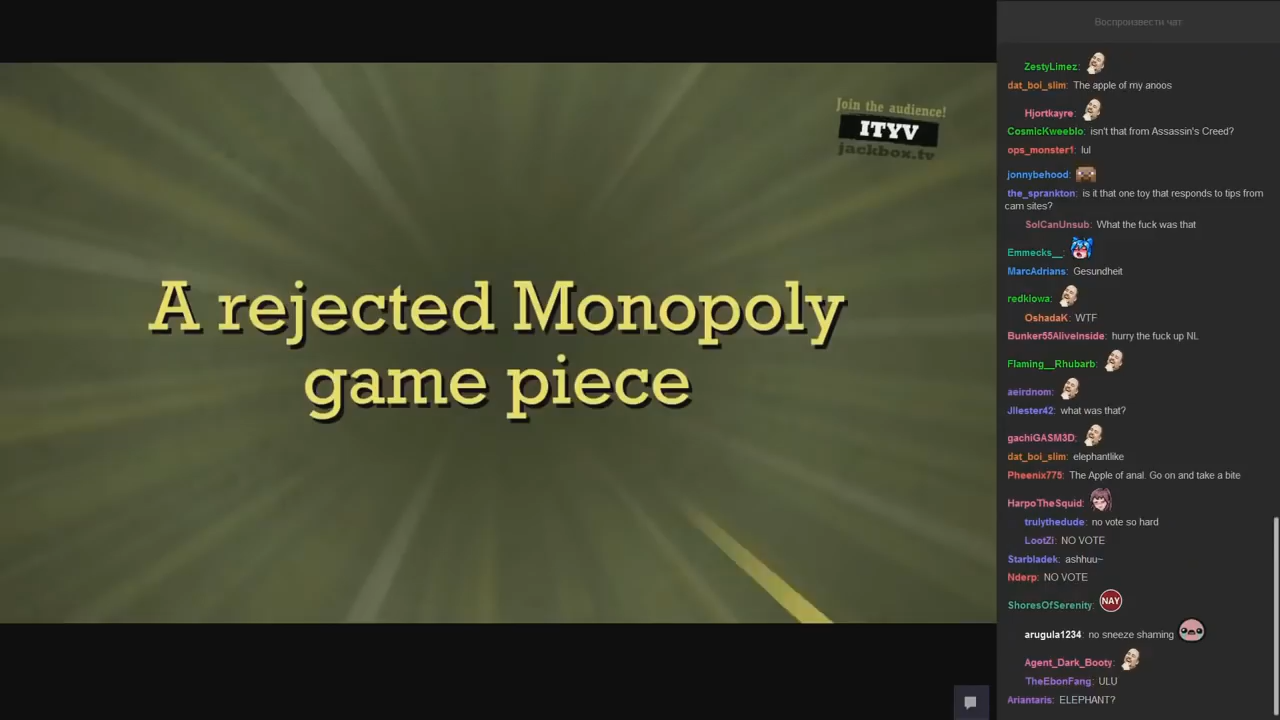 Join the audience!
ITYV
jackbox.tv
A rejected Monopoly
game piece
Воспроизвести чат
ZestyLimez:
dat_boi_slim: The apple of my anoos
Hjortkayre:
CosmicKweeblo: isn't that from Assassin's Creed?
ops_monster1: lul
jonnybehood:
the_sprankton: is it that one toy that responds to tips from
cam sites?
SolCanUnsub: What the fuck was that
Emmecks__:
MarcAdrians: Gesundheit
redkiowa:
OshadaK: WTF
Bunker55AliveInside: hurry the fuck up NL
Flaming__Rhubarb:
aeirdnom:
Jllester42: what was that?
gachiGASM3D:
dat_boi_slim: elephantlike
Pheenix775: The Apple of anal. Go on and take a bite
HarpoTheSquid:
trulythedude: no vote so hard
LootZi: NO VOTE
Starbladek: ashhuu~
Nderp: NO VOTE
ShoresOfSerenity: NAY
arugula1234: no sneeze shaming
Agent_Dark_Booty:
TheEbonFang: ULU
Ariantaris: ELEPHANT?